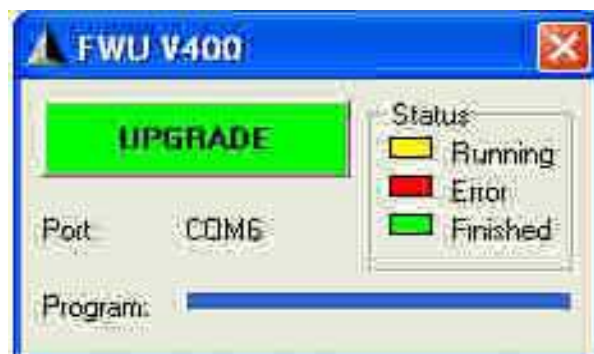 FWU V400
UPGRADE
Status
Running
Error
Finished
Port: COM6
Program: